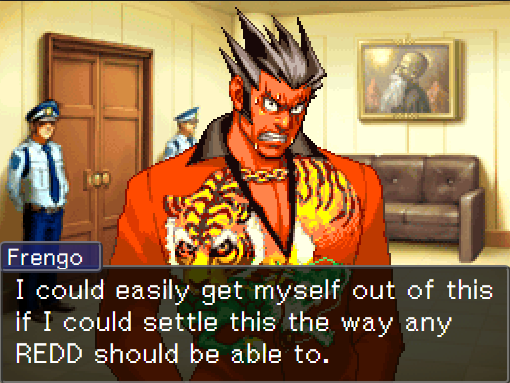 Frengo
I could easily get myself out of this
if I could settle this the way any
REDD should be able to.